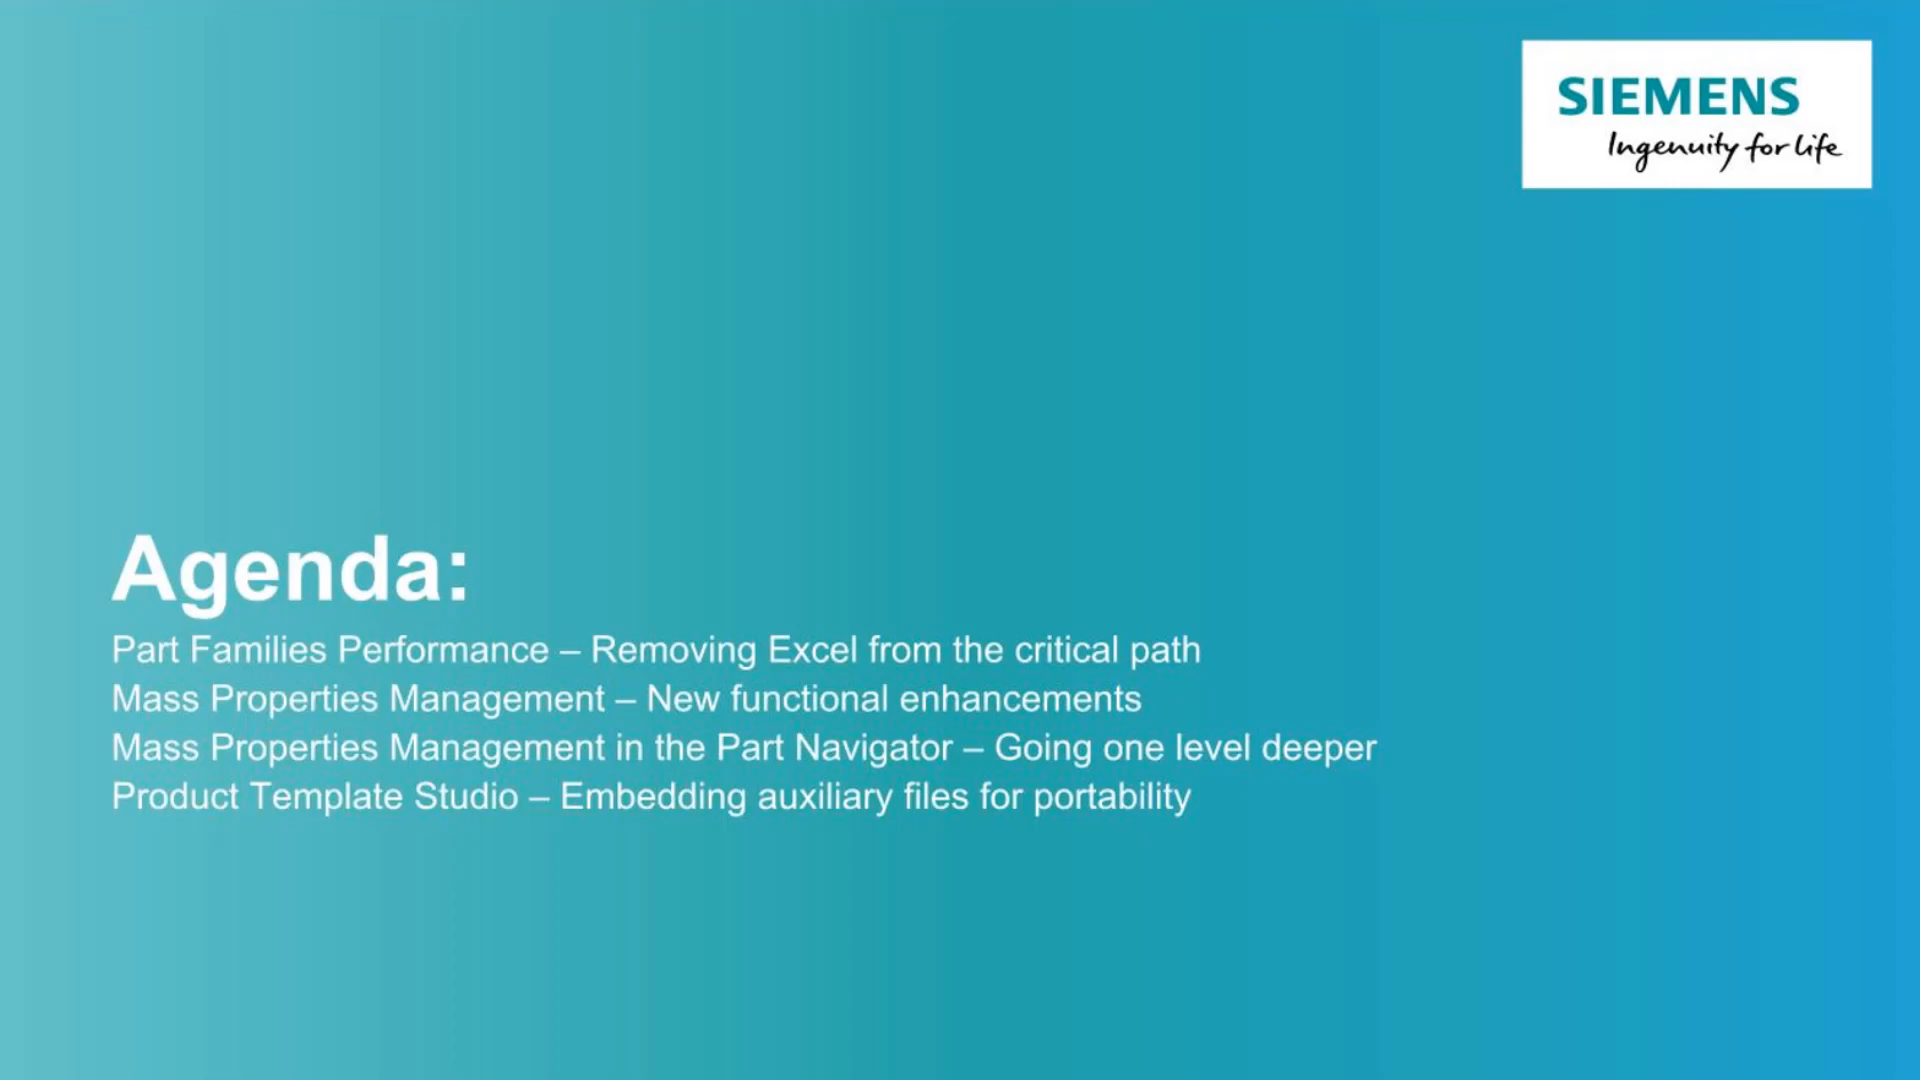 SIEMENS
Ingenuity for life
Agenda:
Part Families Performance – Removing Excel from the critical path
Mass Properties Management – New functional enhancements
Mass Properties Management in the Part Navigator – Going one level deeper
Product Template Studio – Embedding auxiliary files for portability